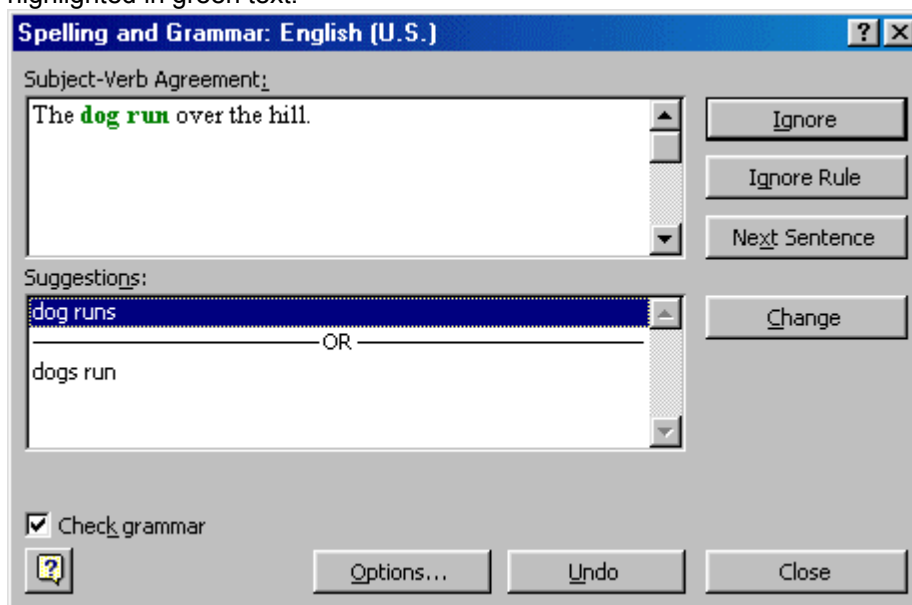 highlighted in green text.
Spelling and Grammar: English (U.S.)
Subject-Verb Agreement:
The dog run over the hill.
Ignore
Ignore Rule
Next Sentence
Suggestions:
dog runs
OR
dogs run
Change
Check grammar
Options...
Undo
Close